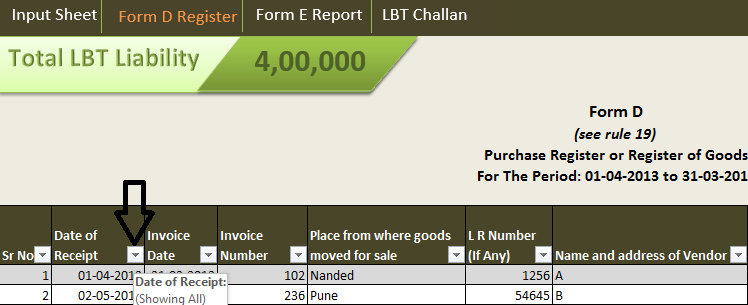 Input Sheet Form D Register Form E Report LBT Challan
Total LBT Liability 4,00,000
Form D
(see rule 19)
Purchase Register or Register of Goods
For The Period: 01-04-2013 to 31-03-201
Sr No Date of Receipt Invoice Date Invoice Number Place from where goods moved for sale L R Number (If Any) Name and address of Vendor
1 01-04-201 102 Nanded 1256 A
2 02-05-201 236 Pune 54645 B
Date of Receipt:
(Showing All)